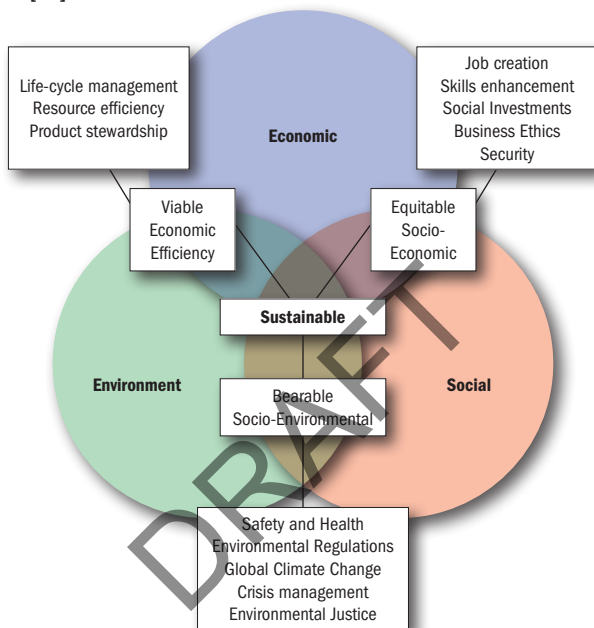 Life-cycle management
Resource efficiency
Product stewardship
Job creation
Skills enhancement
Social Investments
Business Ethics
Security
Economic
Viable
Economic
Efficiency
Equitable
Socio-
Economic
Sustainable
Environment
Social
Bearable
Socio-Environmental
Safety and Health
Environmental Regulations
Global Climate Change
Crisis management
Environmental Justice
DRAFT